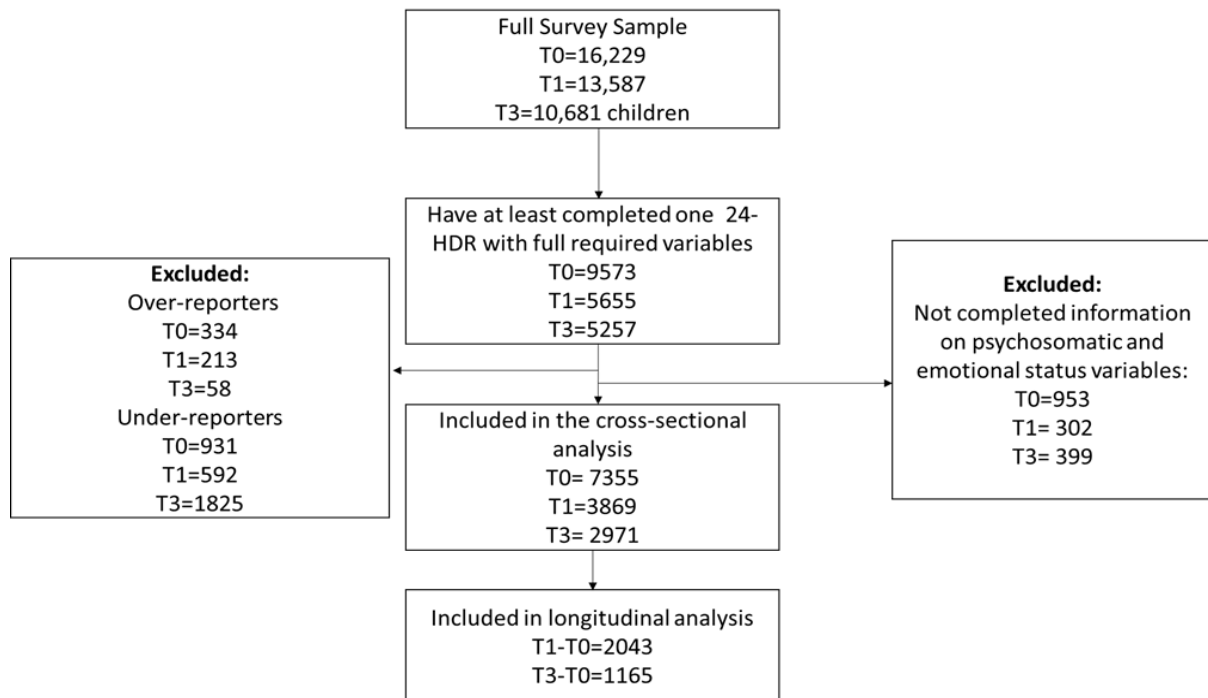 Full Survey Sample
T0=16,229
T1=13,587
T3=10,681 children
Have at least completed one 24-
HDR with full required variables
T0=9573
T1=5655
T3=5257
Excluded:
Over-reporters
T0=334
T1=213
T3=58
Under-reporters
T0=931
T1=592
T3=1825
Excluded:
Not completed information
on psychosomatic and
emotional status variables:
T0=953
T1= 302
T3= 399
Included in the cross-sectional
analysis
T0= 7355
T1=3869
T3= 2971
Included in longitudinal analysis
T1-T0=2043
T3-T0=1165